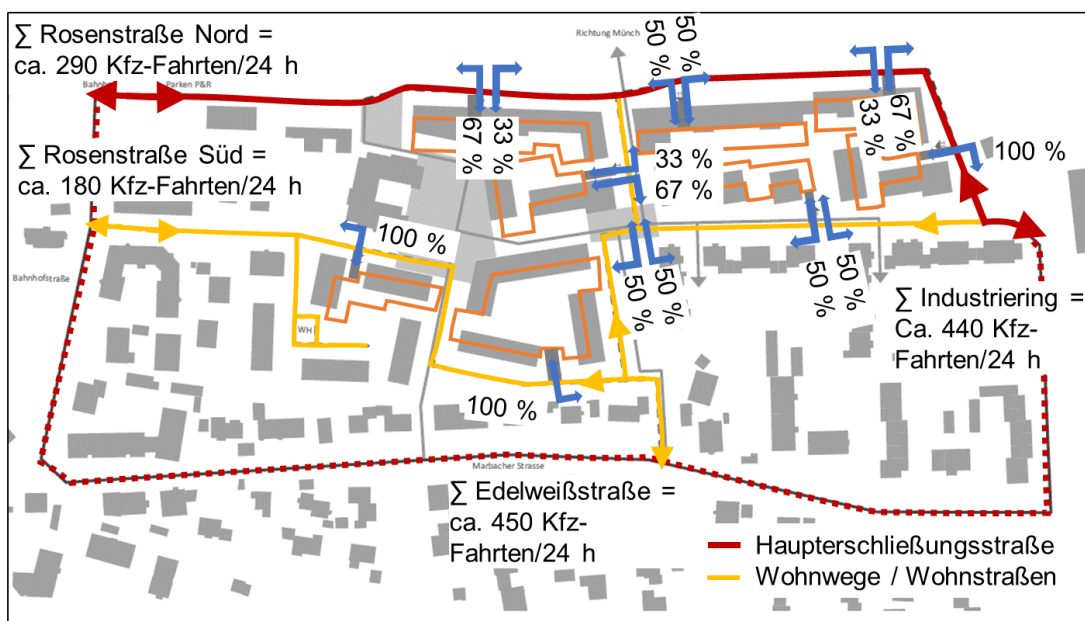 ∑ Rosenstraße Nord =
ca. 290 Kfz-Fahrten/24 h
Parken P&R
Richtung Münch
50 %
50 %
67 %
33 %
33 %
67 %
100 %
33 %
67 %
∑ Rosenstraße Süd =
ca. 180 Kfz-Fahrten/24 h
100 %
Bahnhofstraße
50 %
50 %
50 %
50 %
∑ Industriering =
Ca. 440 Kfz-
Fahrten/24 h
WH
100 %
Marbacher Strasse
∑ Edelweißstraße =
ca. 450 Kfz-
Fahrten/24 h
Haupterschließungsstraße
Wohnwege / Wohnstraßen